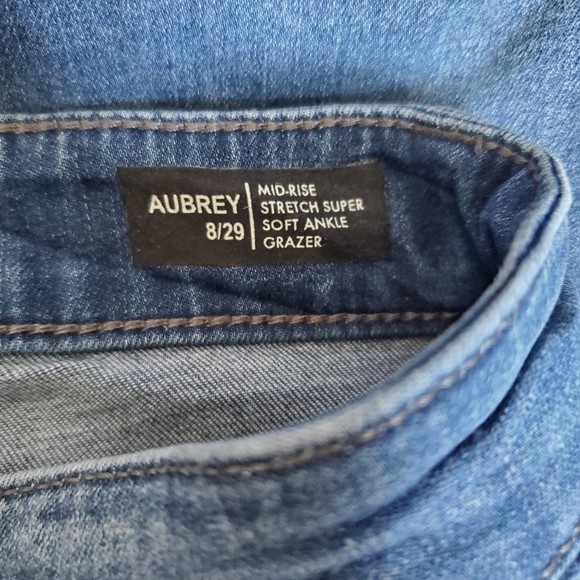 AUBREY
8/29
MID-RISE
STRETCH SUPER
SOFT ANKLE
GRAZER